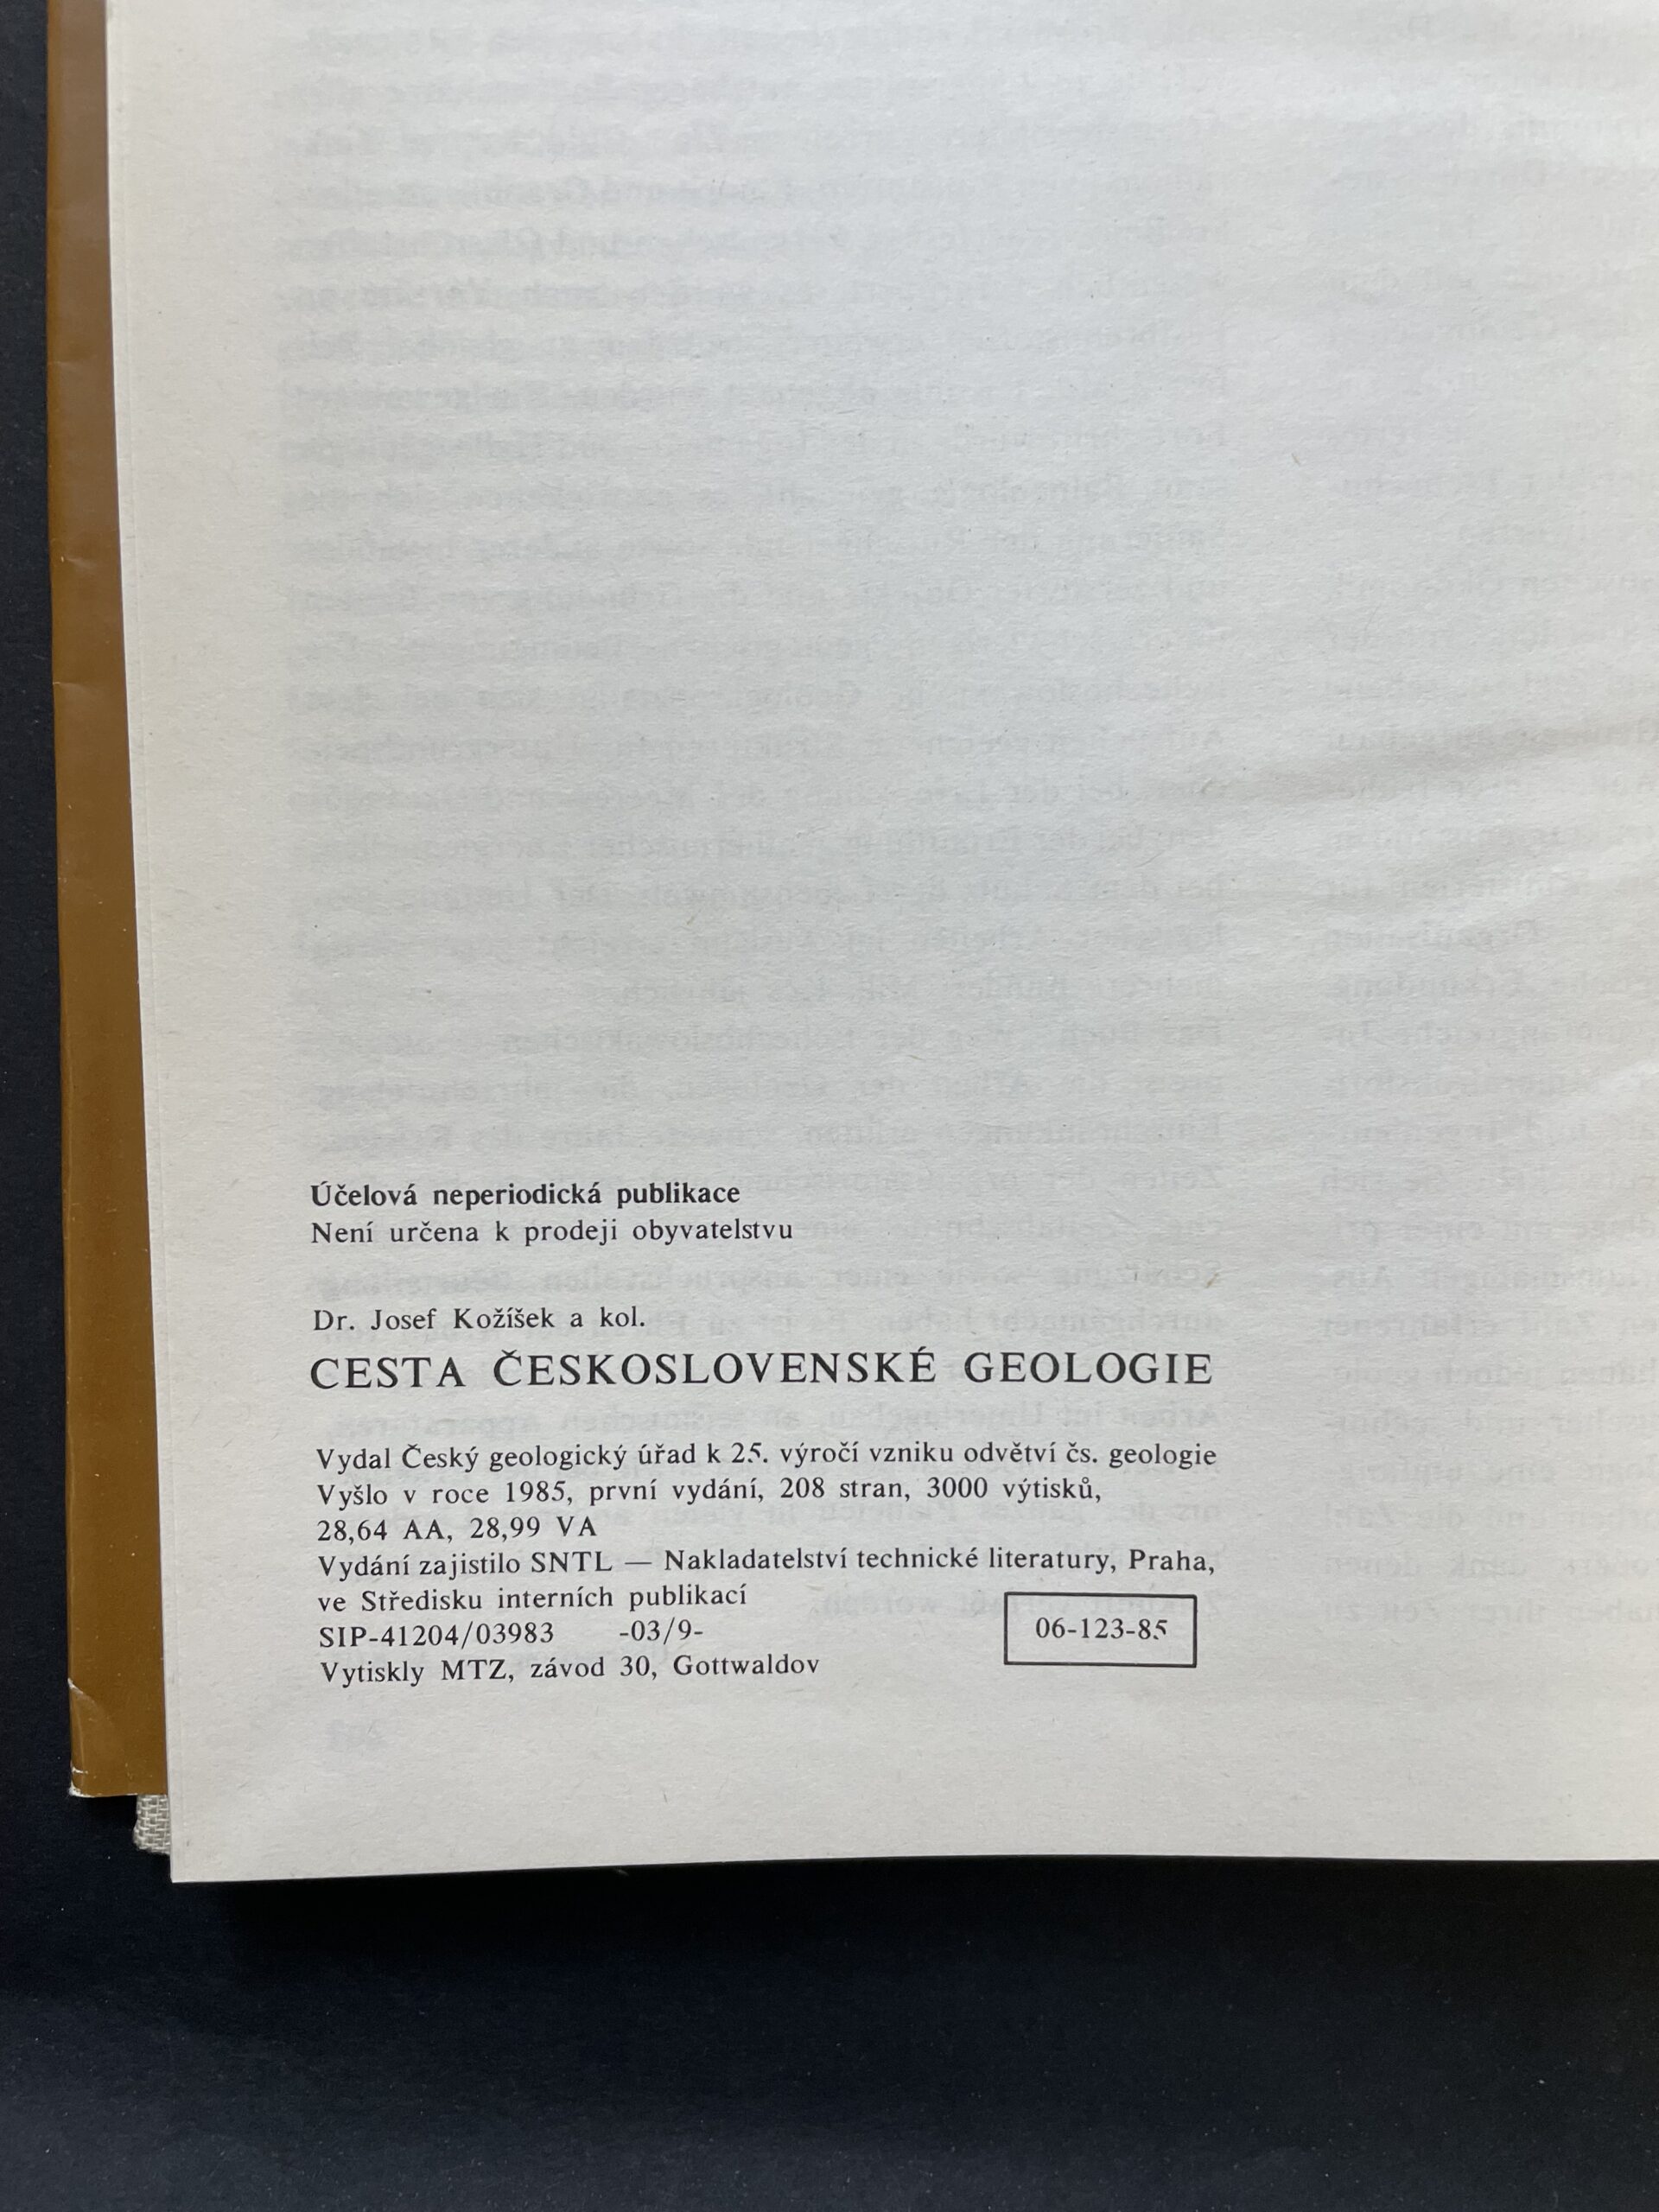 Účelová neperiodická publikace
Není určena k prodeji obyvatelstvu
Dr. Josef Kožíšek a kol.
CESTA ČESKOSLOVENSKÉ GEOLOGIE
Vydal Český geologický úřad k 25. výročí vzniku odvětví čs. geologie
Vyšlo v roce 1985, první vydání, 208 stran, 3000 výtisků,
28,64 AA, 28,99 VA
Vydání zajistilo SNTL — Nakladatelství technické literatury, Praha,
ve Středisku interních publikací
SIP-41204/03983 -03/9-
06-123-85
Vytiskly MTZ, závod 30, Gottwaldov